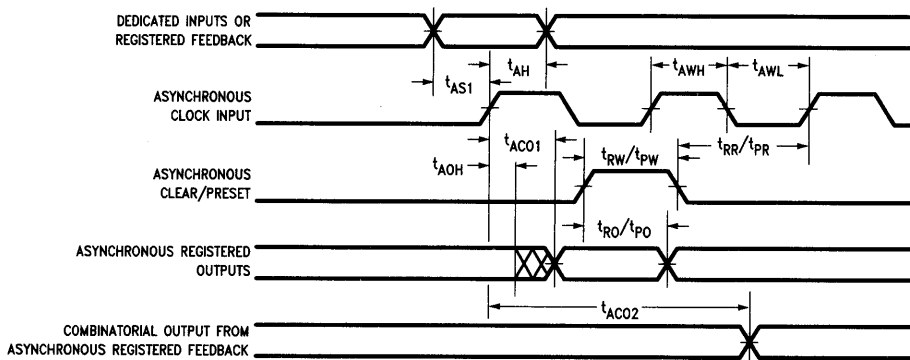 DEDICATED INPUTS OR
REGISTERED FEEDBACK
tAS1
tAH
tAWH
tAWL
ASYNCHRONOUS
CLOCK INPUT
tACO1
tRR/tPR
tAOH
tRW/tPW
ASYNCHRONOUS
CLEAR/PRESET
tRO/tPO
ASYNCHRONOUS REGISTERED
OUTPUTS
tACO2
COMBINATORIAL OUTPUT FROM
ASYNCHRONOUS REGISTERED FEEDBACK